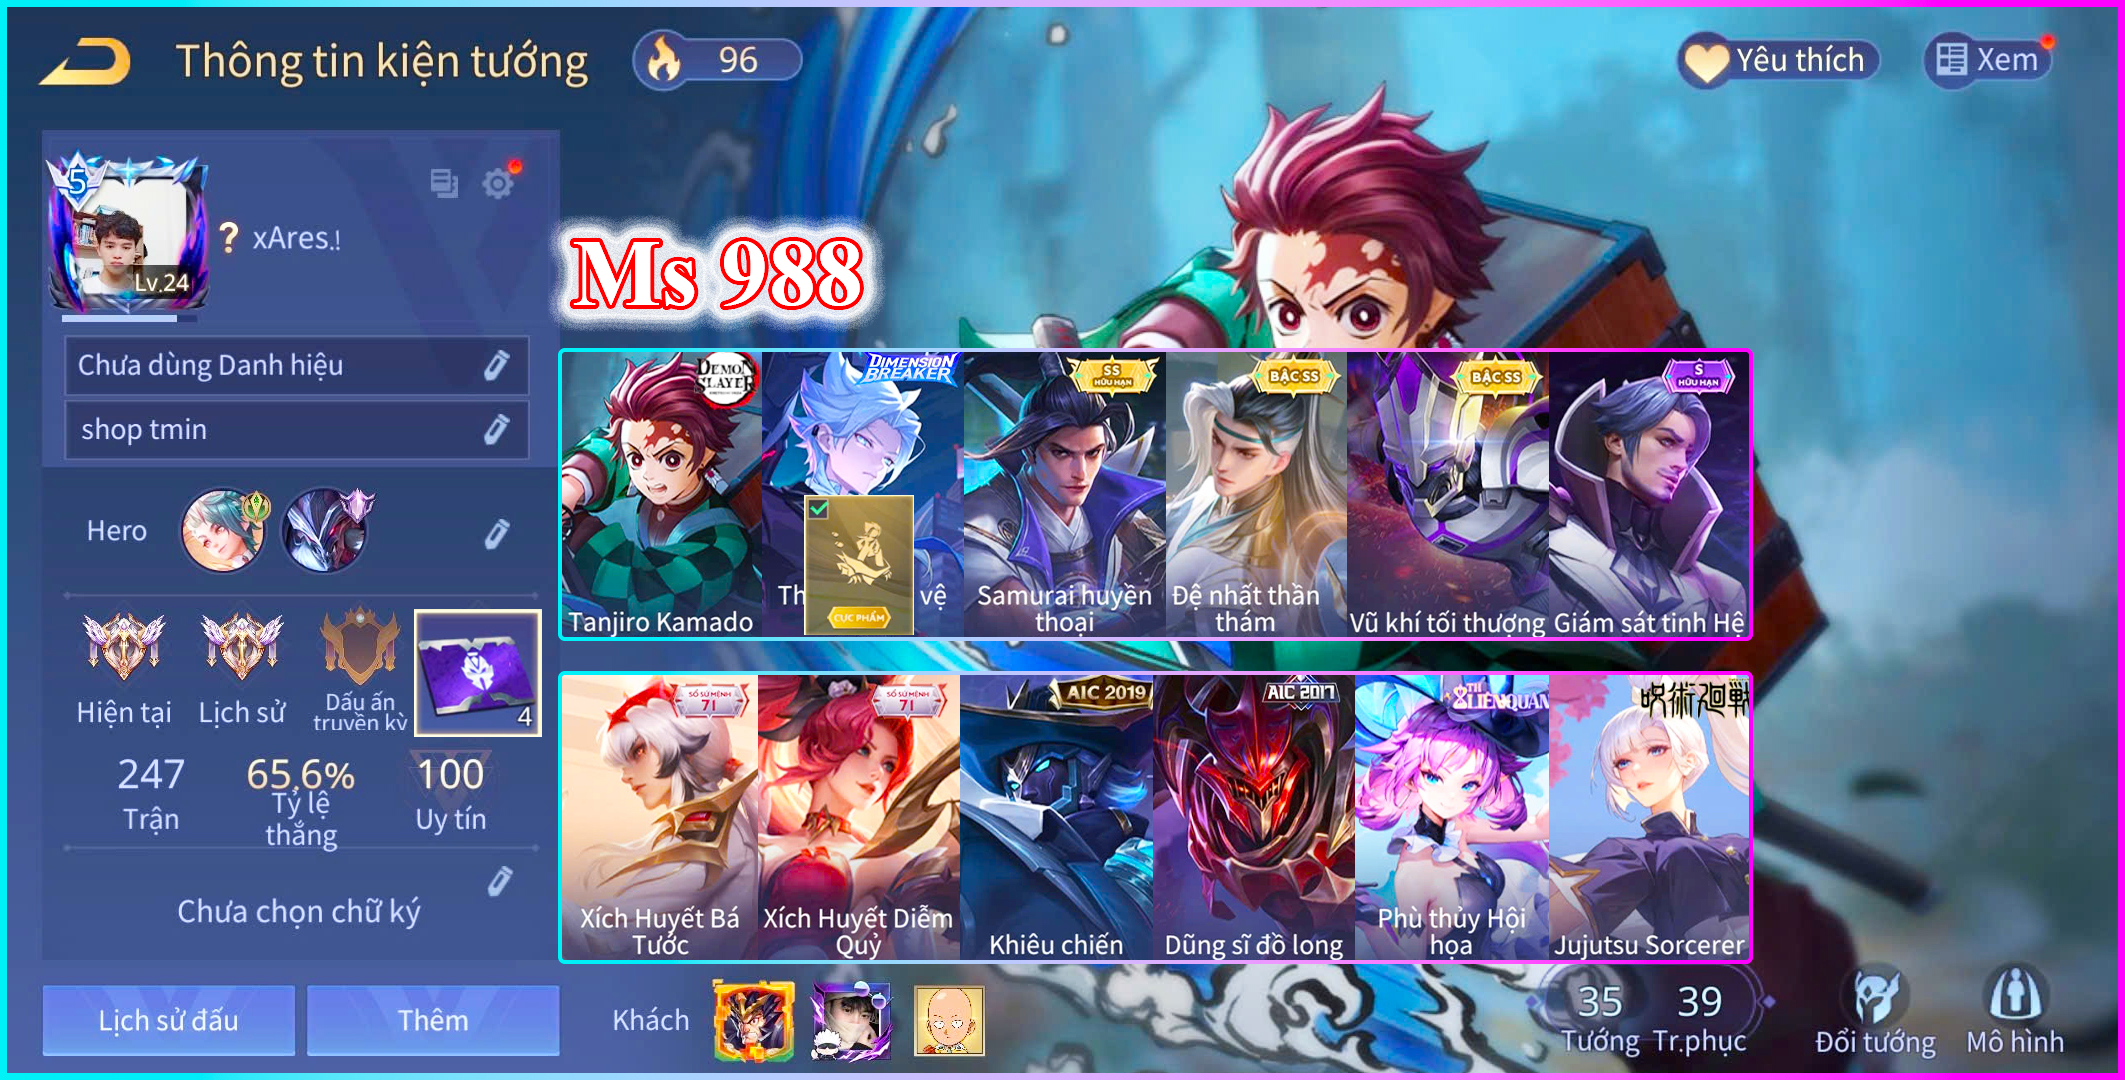 Thông tin kiện tướng
96
Yêu thích
Xem
5
Lv.24
? xAres.!
Ms 988
Chưa dùng Danh hiệu
shop tmin
Hero
Hiện tại
Lịch sử
Dấu ấn
truyền kỳ
4
247
Trận
65.6%
Tỷ lệ
thắng
100
Uy tín
Chưa chọn chữ ký
Lịch sử đấu
Thêm
DEMON
SLAYER
Tanjiro Kamado
DIMENSION
BREAKER
Th
vệ
CỰC PHẨM
SS
HỮU HẠN
Samurai huyền
thoại
BẬC SS
Đệ nhất thần
thám
BẬC SS
Vũ khí tối thượng
S
HỮU HẠN
Giám sát tinh Hệ
SỔ SỨ MỆNH
71
Xích Huyết Bá
Tước
SỔ SỨ MỆNH
71
Xích Huyết Diễm
Quỷ
AIC 2019
Khiêu chiến
AIC 2017
Dũng sĩ đồ long
8TH
LIÊNQUÂN
Phù thủy Hội
họa
呪術廻戦
Jujutsu Sorcerer
Khách
35
Tướng
39
Tr.phục
Đổi tướng
Mô hình